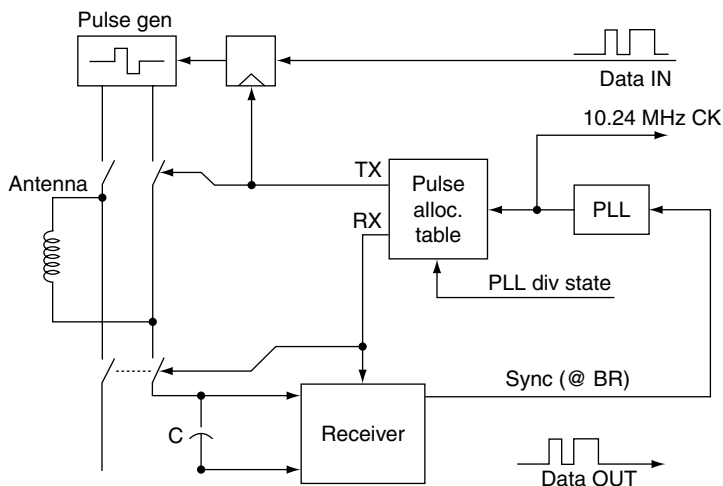 Pulse gen
Data IN
10.24 MHz CK
Antenna
TX
RX
Pulse
alloc.
table
PLL
PLL div state
Sync (@ BR)
C
Receiver
Data OUT